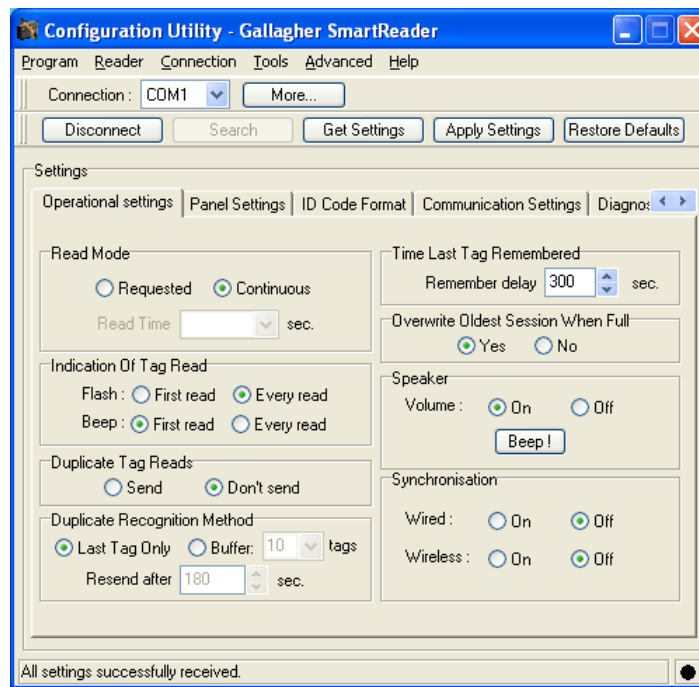 Configuration Utility - Gallagher SmartReader
Program Reader Connection Tools Advanced Help
Connection : COM1 More...
Disconnect Search Get Settings Apply Settings Restore Defaults
Settings
Operational settings Panel Settings ID Code Format Communication Settings Diagnos
Read Mode
Requested Continuous
Read Time sec.
Indication Of Tag Read
Flash : First read Every read
Beep : First read Every read
Duplicate Tag Reads
Send Don't send
Duplicate Recognition Method
Last Tag Only Buffer: 10 tags
Resend after 180 sec.
Time Last Tag Remembered
Remember delay 300 sec.
Overwrite Oldest Session When Full
Yes No
Speaker
Volume : On Off
Beep !
Synchronisation
Wired : On Off
Wireless : On Off
All settings successfully received.